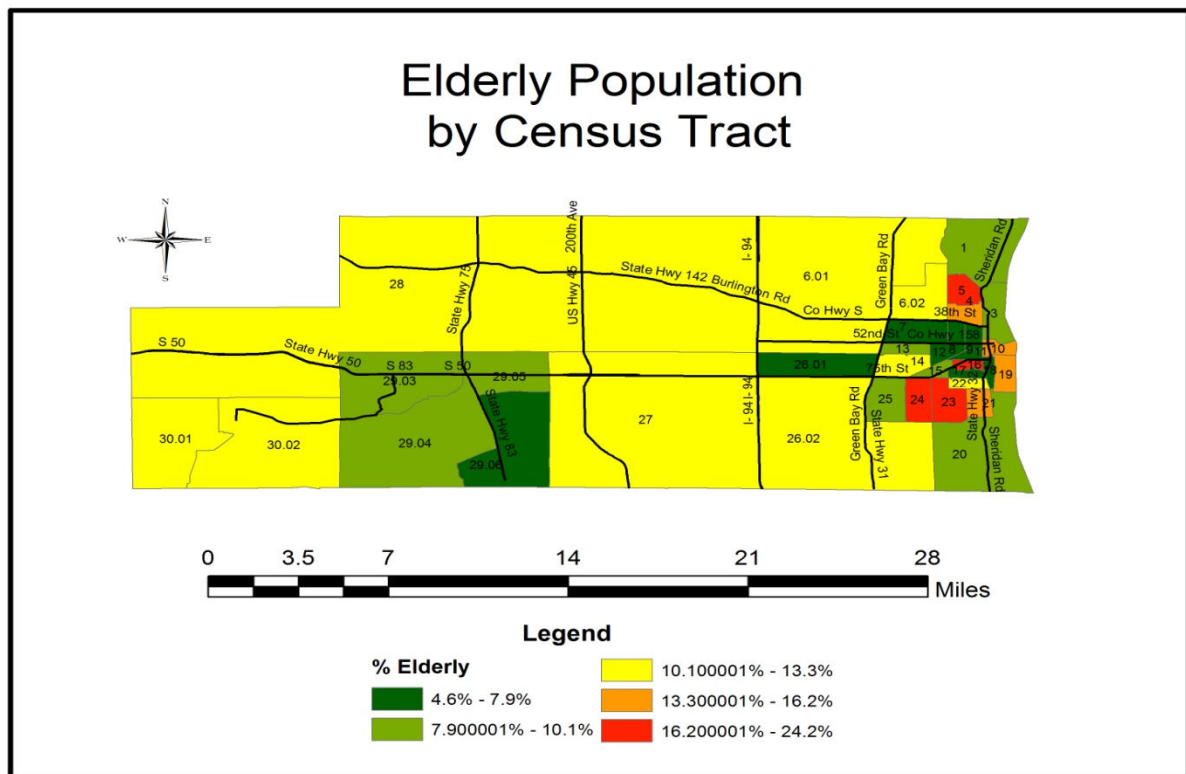 Elderly Population
by Census Tract
N
W E
S
200th Ave
US Hwy 45
I- 94
1
Sheridan Rd
Green Bay Rd
6.01
State Hwy 75
State Hwy 142 Burlington Rd
28
5
4
6.02
Co Hwy S
38th St
3
7
52nd St Co Hwy 158
S 50
State Hwy 50
13
12 8 9 11 10
14
S 83 S 50
26.01
75th St
15
17
16
29.03
29.05
22
19
I- 94 I- 94
25
24
23
21
State Hwy 32
27
30.01
30.02
29.04
State Hwy 83
26.02
Green Bay Rd
State Hwy 31
20
Sheridan Rd
29.06
0 3.5 7 14 21 28
Miles
Legend
% Elderly
4.6% - 7.9%
7.900001% - 10.1%
10.100001% - 13.3%
13.300001% - 16.2%
16.200001% - 24.2%